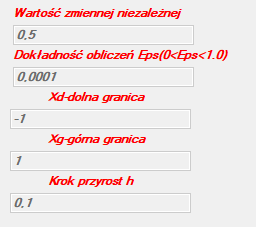 Wartość zmiennej niezależnej
0,5
Dokładność obliczeń Eps(0<Eps<1.0)
0,0001
Xd-dolna granica
-1
Xg-górna granica
1
Krok przyrost h
0,1